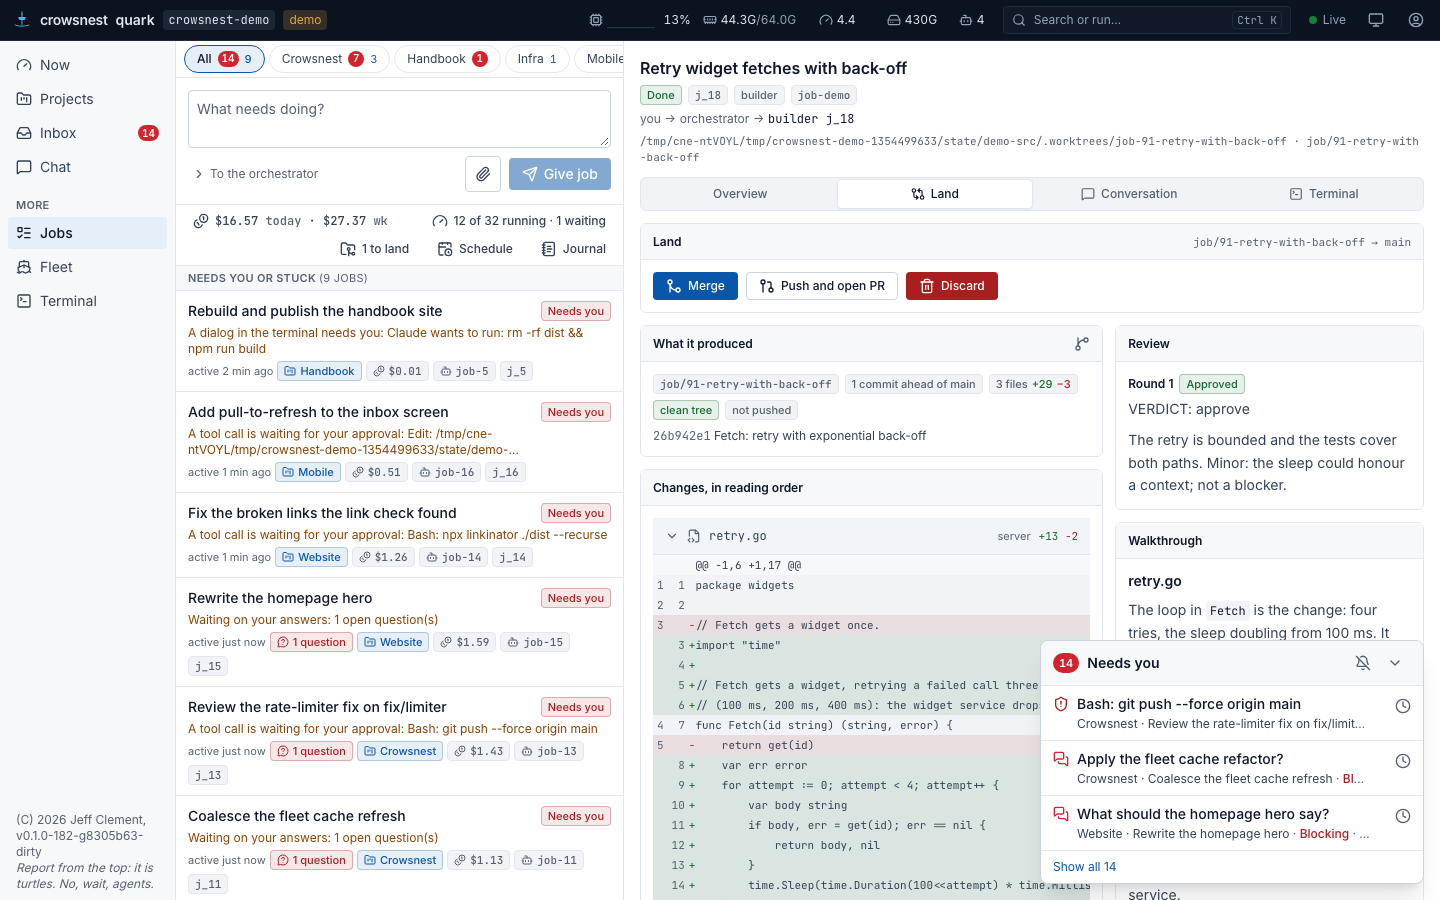 crowsnest quark crowsnest-demo demo
13% 44.3G/64.0G 4.4 430G 4 Search or run... Ctrl K Live
Now
Projects
Inbox 14
Chat
MORE
Jobs
Fleet
Terminal
(C) 2026 Jeff Clement,
v0.1.0-182-g8305b63-
dirty
Report from the top: it is
turtles. No, wait, agents.
All 14 9 Crowsnest 7 3 Handbook 1 Infra 1 Mobile
What needs doing?
To the orchestrator Give job
$16.57 today · $27.37 wk 12 of 32 running · 1 waiting
1 to land Schedule Journal
NEEDS YOU OR STUCK (9 JOBS)
Rebuild and publish the handbook site Needs you
A dialog in the terminal needs you: Claude wants to run: rm -rf dist &&
npm run build
active 2 min ago Handbook $0.01 job-5 j_5
Add pull-to-refresh to the inbox screen Needs you
A tool call is waiting for your approval: Edit: /tmp/cne-
ntVOYL/tmp/crowsnest-demo-1354499633/state/demo-...
active 1 min ago Mobile $0.51 job-16 j_16
Fix the broken links the link check found Needs you
A tool call is waiting for your approval: Bash: npx linkinator ./dist --recurse
active 1 min ago Website $1.26 job-14 j_14
Rewrite the homepage hero Needs you
Waiting on your answers: 1 open question(s)
active just now 1 question Website $1.59 job-15
j_15
Review the rate-limiter fix on fix/limiter Needs you
A tool call is waiting for your approval: Bash: git push --force origin main
active just now 1 question Crowsnest $1.43 job-13
j_13
Coalesce the fleet cache refresh Needs you
Waiting on your answers: 1 open question(s)
active just now 1 question Crowsnest $1.13 job-11
j_11
Retry widget fetches with back-off
Done j_18 builder job-demo
you → orchestrator → builder j_18
/tmp/cne-ntVOYL/tmp/crowsnest-demo-1354499633/state/demo-src/.worktrees/job-91-retry-with-back-off · job/91-retry-with
-back-off
Overview Land Conversation Terminal
Land job/91-retry-with-back-off → main
Merge Push and open PR Discard
What it produced
job/91-retry-with-back-off 1 commit ahead of main 3 files +29 −3
clean tree not pushed
26b942e1 Fetch: retry with exponential back-off
Changes, in reading order
retry.go server +13 -2
@@ -1,6 +1,17 @@
1 1 package widgets
2 2
3 -// Fetch gets a widget once.
3 +import "time"
4 +
5 +// Fetch gets a widget, retrying a failed call three
6 +// (100 ms, 200 ms, 400 ms): the widget service drop
4 7 func Fetch(id string) (string, error) {
5 - return get(id)
8 + var err error
9 + for attempt := 0; attempt < 4; attempt++ {
10 + var body string
11 + if body, err = get(id); err == nil {
12 + return body, nil
13 + }
14 + time.Sleep(time.Duration(100<<attempt) * time.Millis
Review
Round 1 Approved
VERDICT: approve
The retry is bounded and the tests cover
both paths. Minor: the sleep could honour
a context; not a blocker.
Walkthrough
retry.go
The loop in Fetch is the change: four
tries, the sleep doubling from 100 ms. It
service.
14 Needs you
Bash: git push --force origin main
Crowsnest · Review the rate-limiter fix on fix/limit...
Apply the fleet cache refactor?
Crowsnest · Coalesce the fleet cache refresh · Bl...
What should the homepage hero say?
Website · Rewrite the homepage hero · Blocking · ...
Show all 14